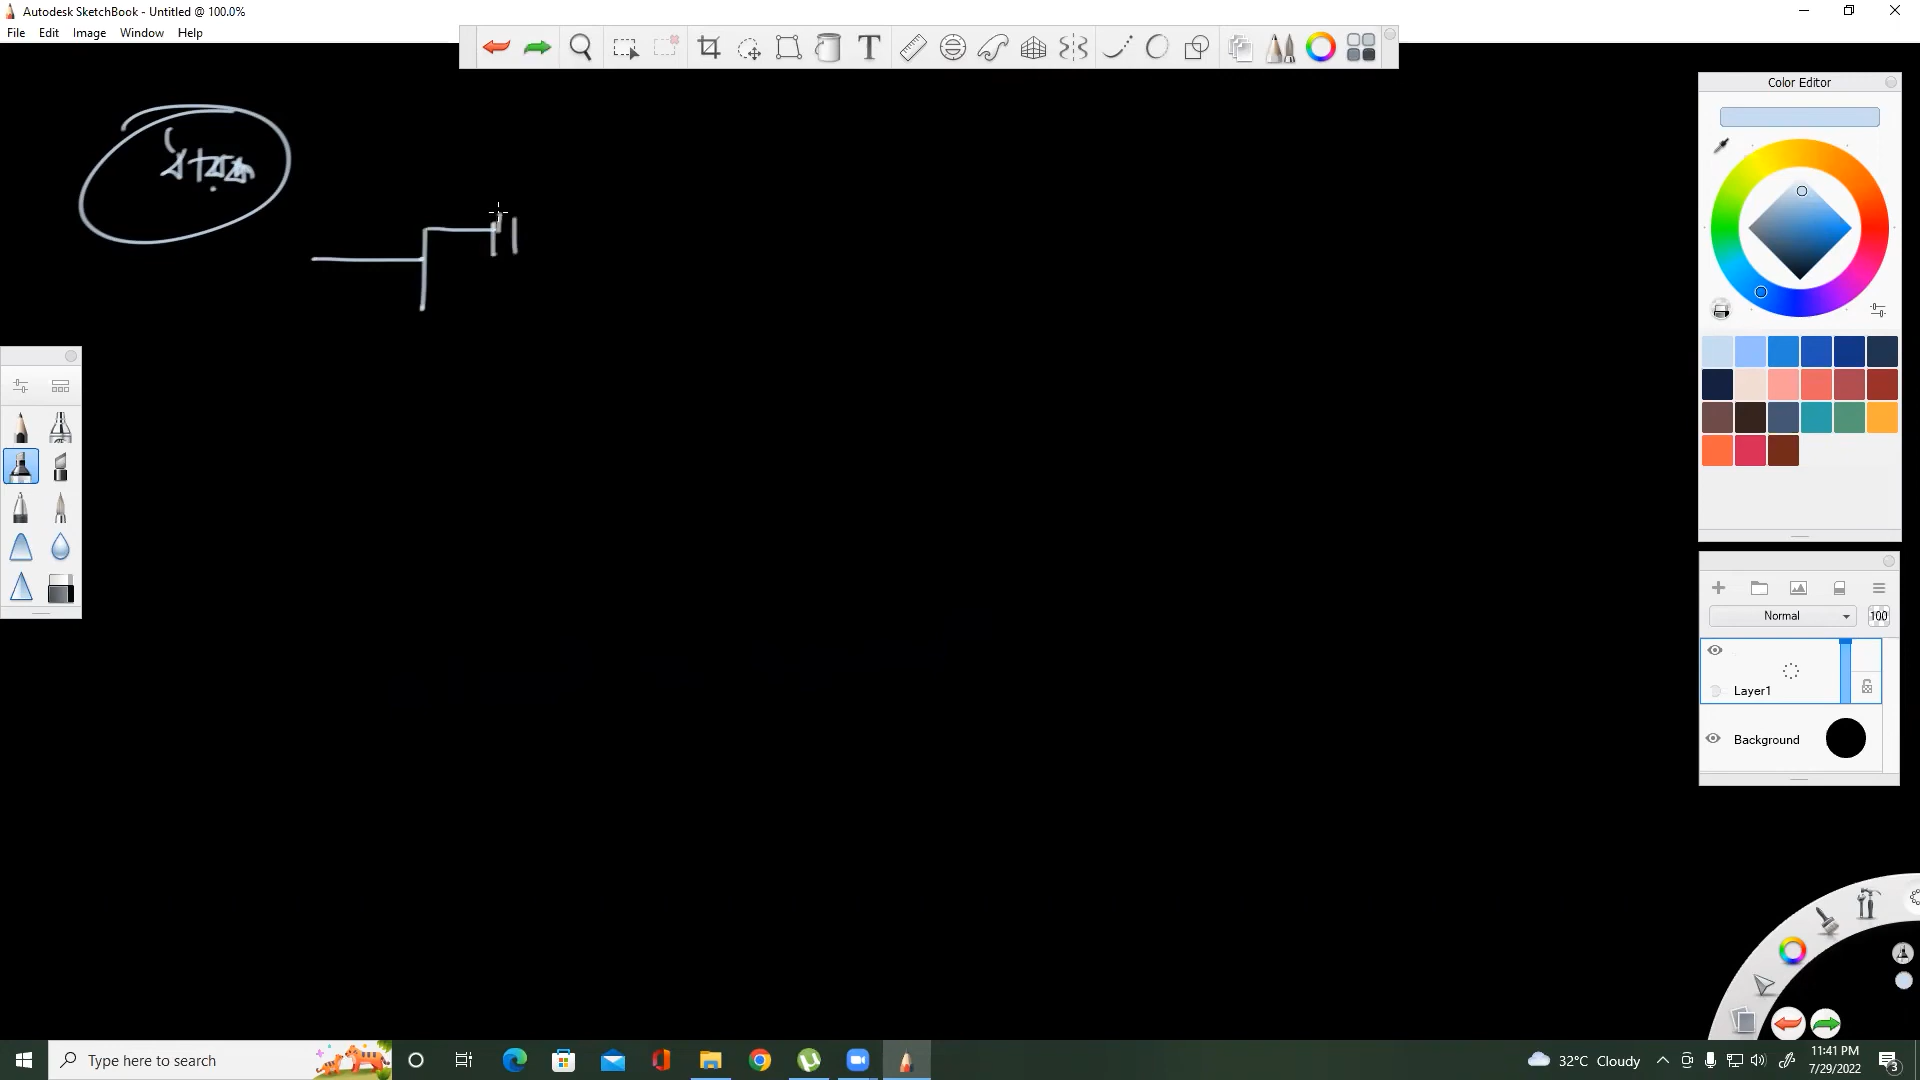 Autodesk SketchBook - Untitled @ 100.0%
File Edit Image Window Help
Color Editor
Normal 100
Layer1
Background
Type here to search
32°C Cloudy
11:41 PM
7/29/2022
3